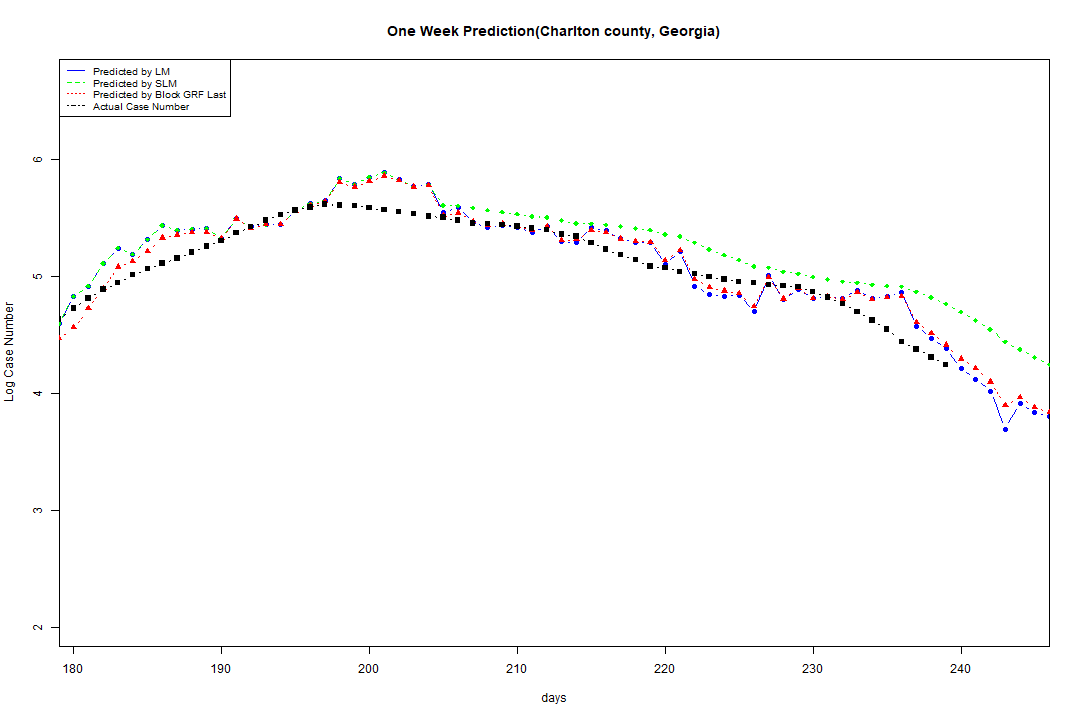 One Week Prediction(Charlton county, Georgia)
Predicted by LM
Predicted by SLM
Predicted by Block GRF Last
Actual Case Number
6
5
4
3
2
Log Case Number
180 190 200 210 220 230 240
days